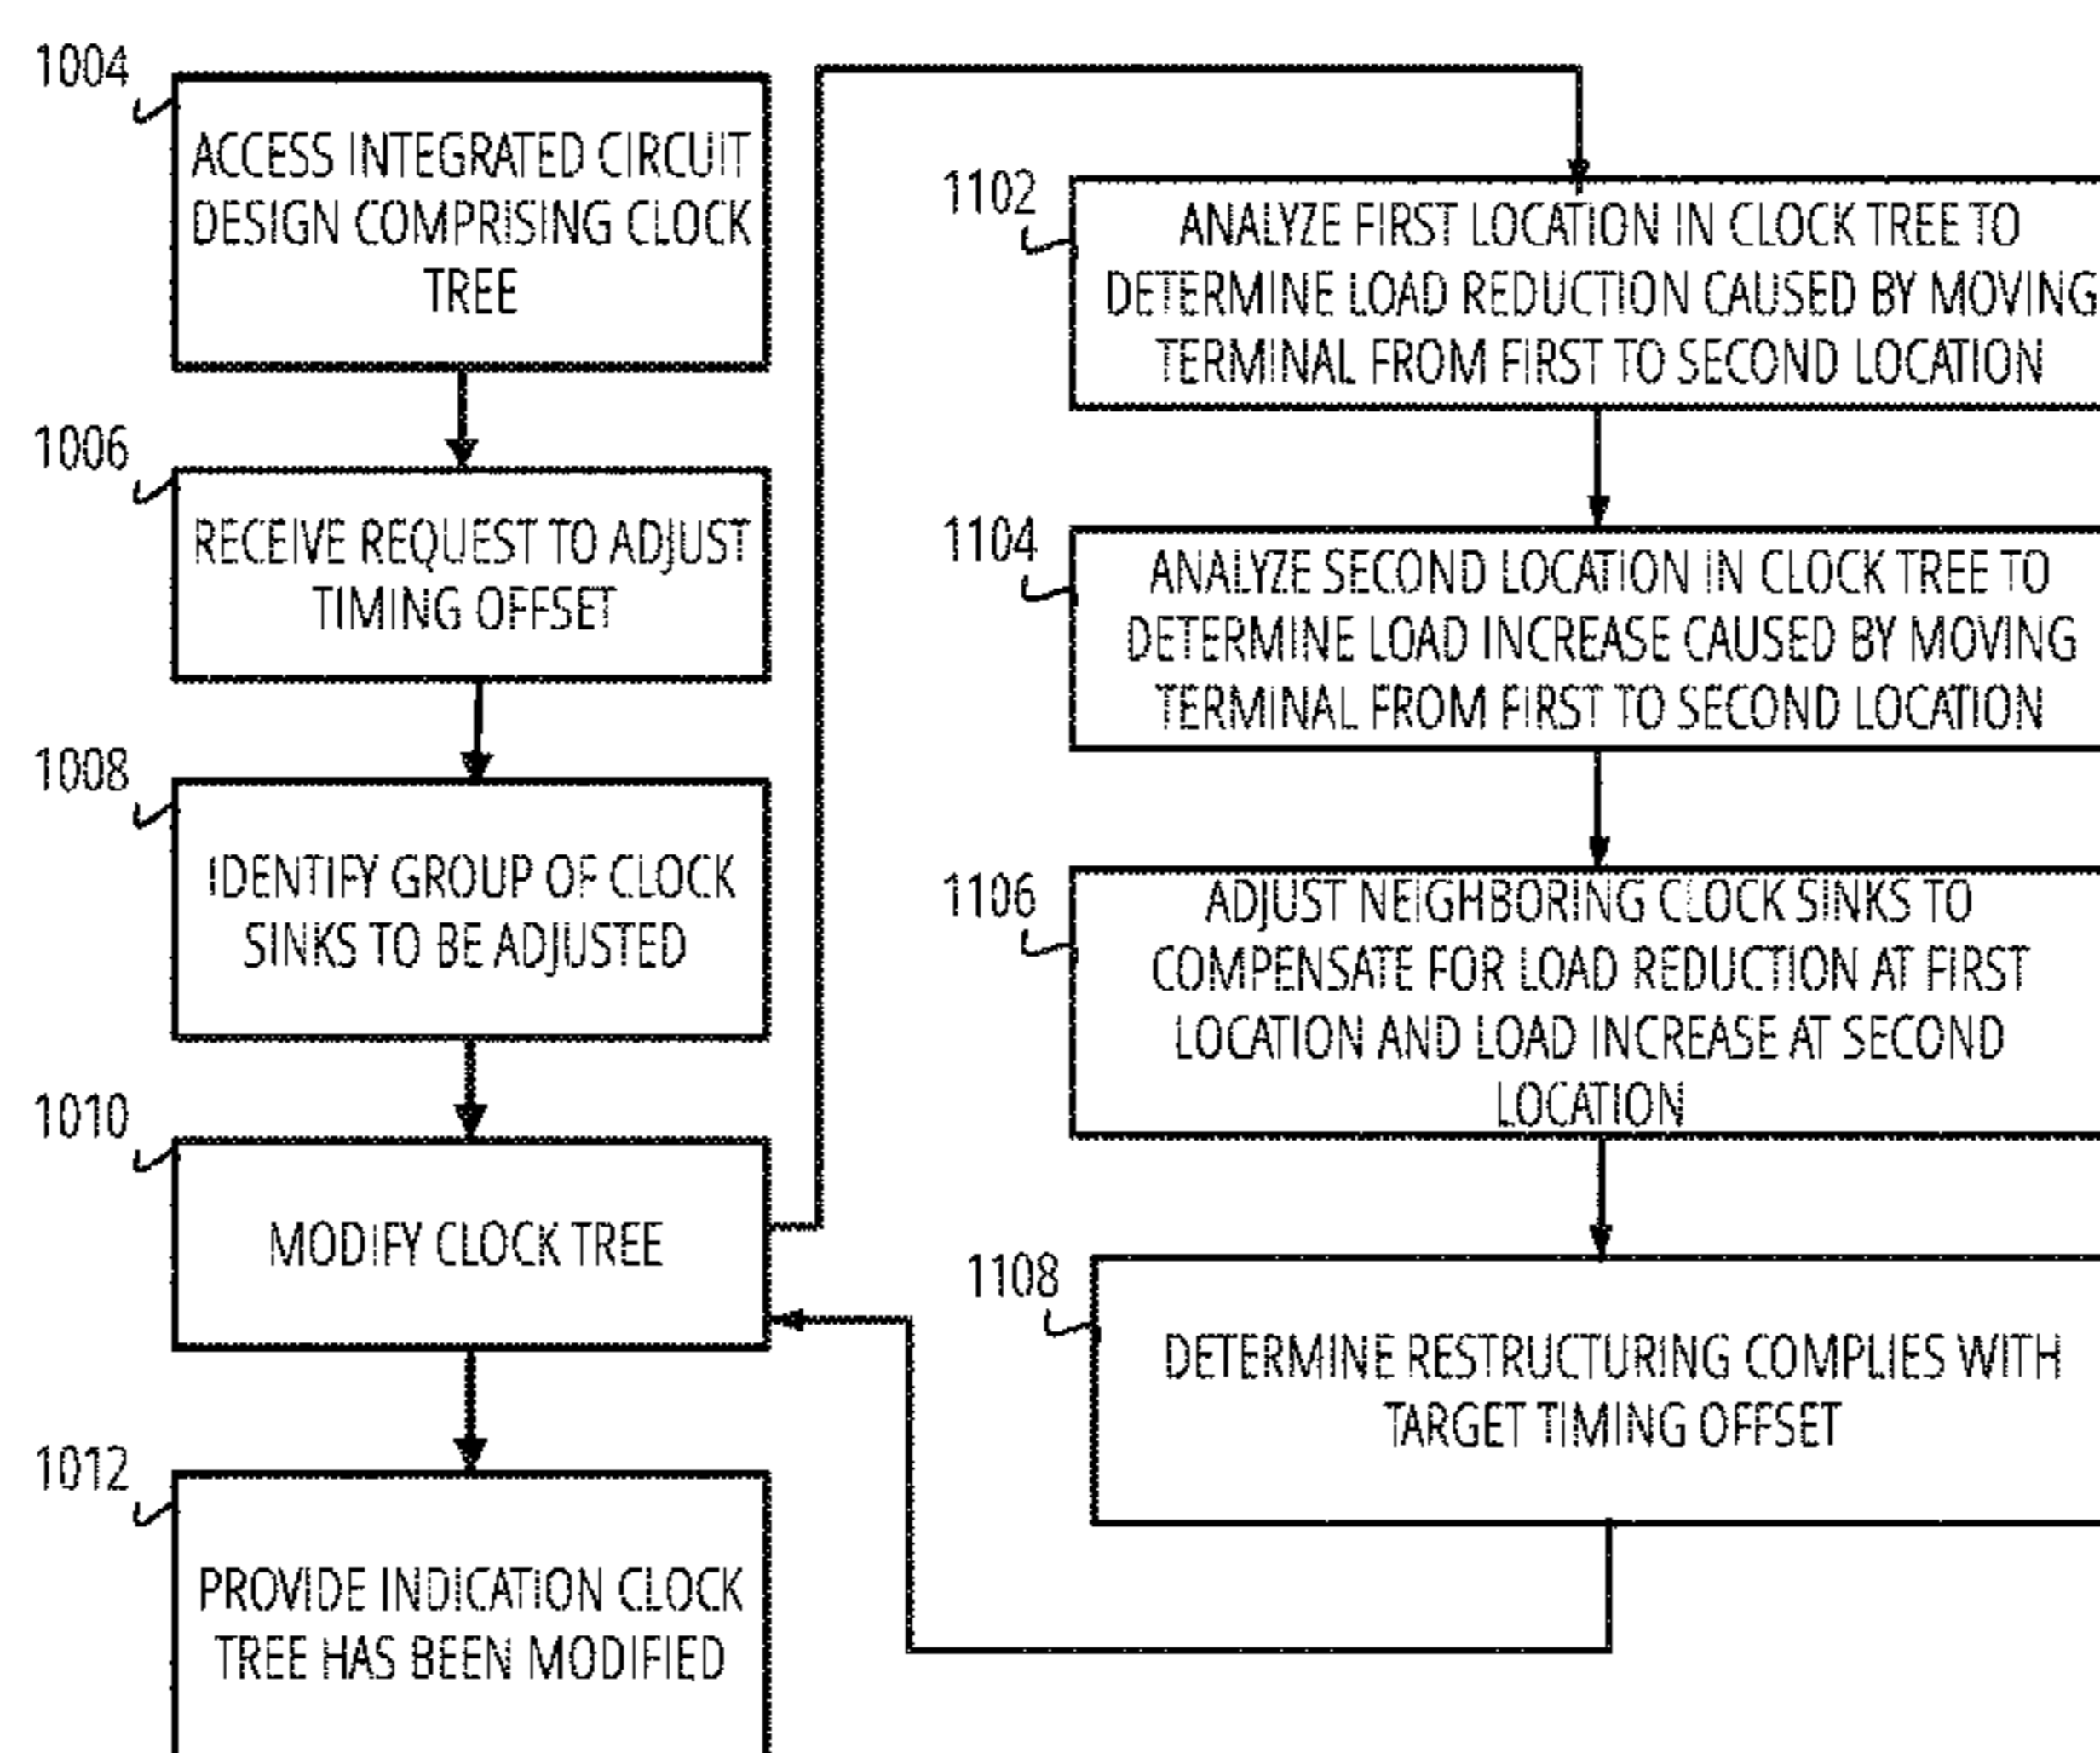 1004
ACCESS INTEGRATED CIRCUIT
DESIGN COMPRISING CLOCK
TREE
1006
RECEIVE REQUEST TO ADJUST
TIMING OFFSET
1008
IDENTIFY GROUP OF CLOCK
SINKS TO BE ADJUSTED
1010
MODIFY CLOCK TREE
1012
PROVIDE INDICATION CLOCK
TREE HAS BEEN MODIFIED
1102
ANALYZE FIRST LOCATION IN CLOCK TREE TO
DETERMINE LOAD REDUCTION CAUSED BY MOVING
TERMINAL FROM FIRST TO SECOND LOCATION
1104
ANALYZE SECOND LOCATION IN CLOCK TREE TO
DETERMINE LOAD INCREASE CAUSED BY MOVING
TERMINAL FROM FIRST TO SECOND LOCATION
1106
ADJUST NEIGHBORING CLOCK SINKS TO
COMPENSATE FOR LOAD REDUCTION AT FIRST
LOCATION AND LOAD INCREASE AT SECOND
LOCATION
1108
DETERMINE RESTRUCTURING COMPLIES WITH
TARGET TIMING OFFSET